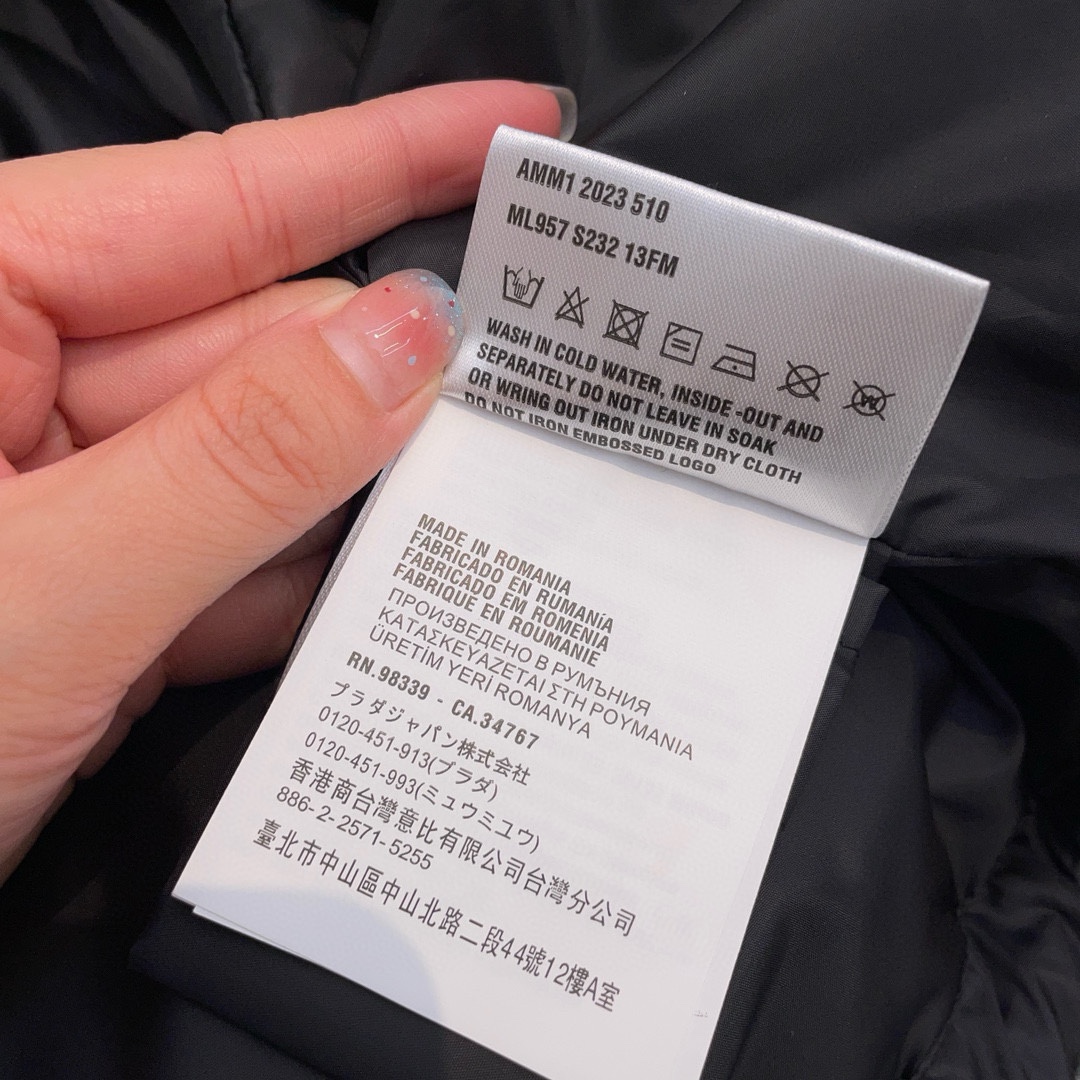 AMM1 2023 510
ML957 S232 13FM
WASH IN COLD WATER, INSIDE -OUT AND
SEPARATELY DO NOT LEAVE IN SOAK
OR WRING OUT IRON UNDER DRY CLOTH
DO NOT IRON EMBOSSED LOGO
MADE IN ROMANIA
FABRICADO EN RUMANíA
FABRICADO EM ROMENIA
FABRIQUÉ EN ROUMANIE
ПРОИЗВЕДЕНО В РУМЪНИЯ
ΚΑΤΑΣΚΕΥΑΖΕΤΑΙ ΣΤΗ ΡΟΥΜΑΝΙΑ
ÜRETİM YERİ ROMANYA
RN.98339 - CA.34767
プラダジャパン株式会社
0120-451-913(プラダ)
0120-451-993(ミュウミユウ)
香港商台灣意比有限公司台灣分公司
886-2-2571-5255
臺北市中山區中山北路二段44號12樓A室